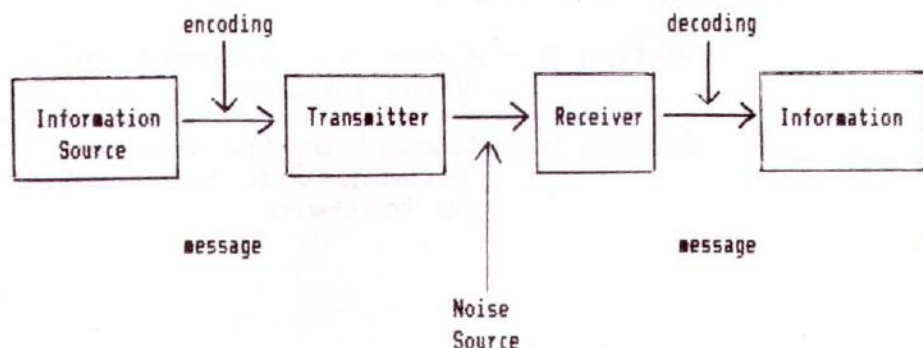 encoding
decoding
Information
Source
Transmitter
Receiver
Information
message
message
Noise
Source